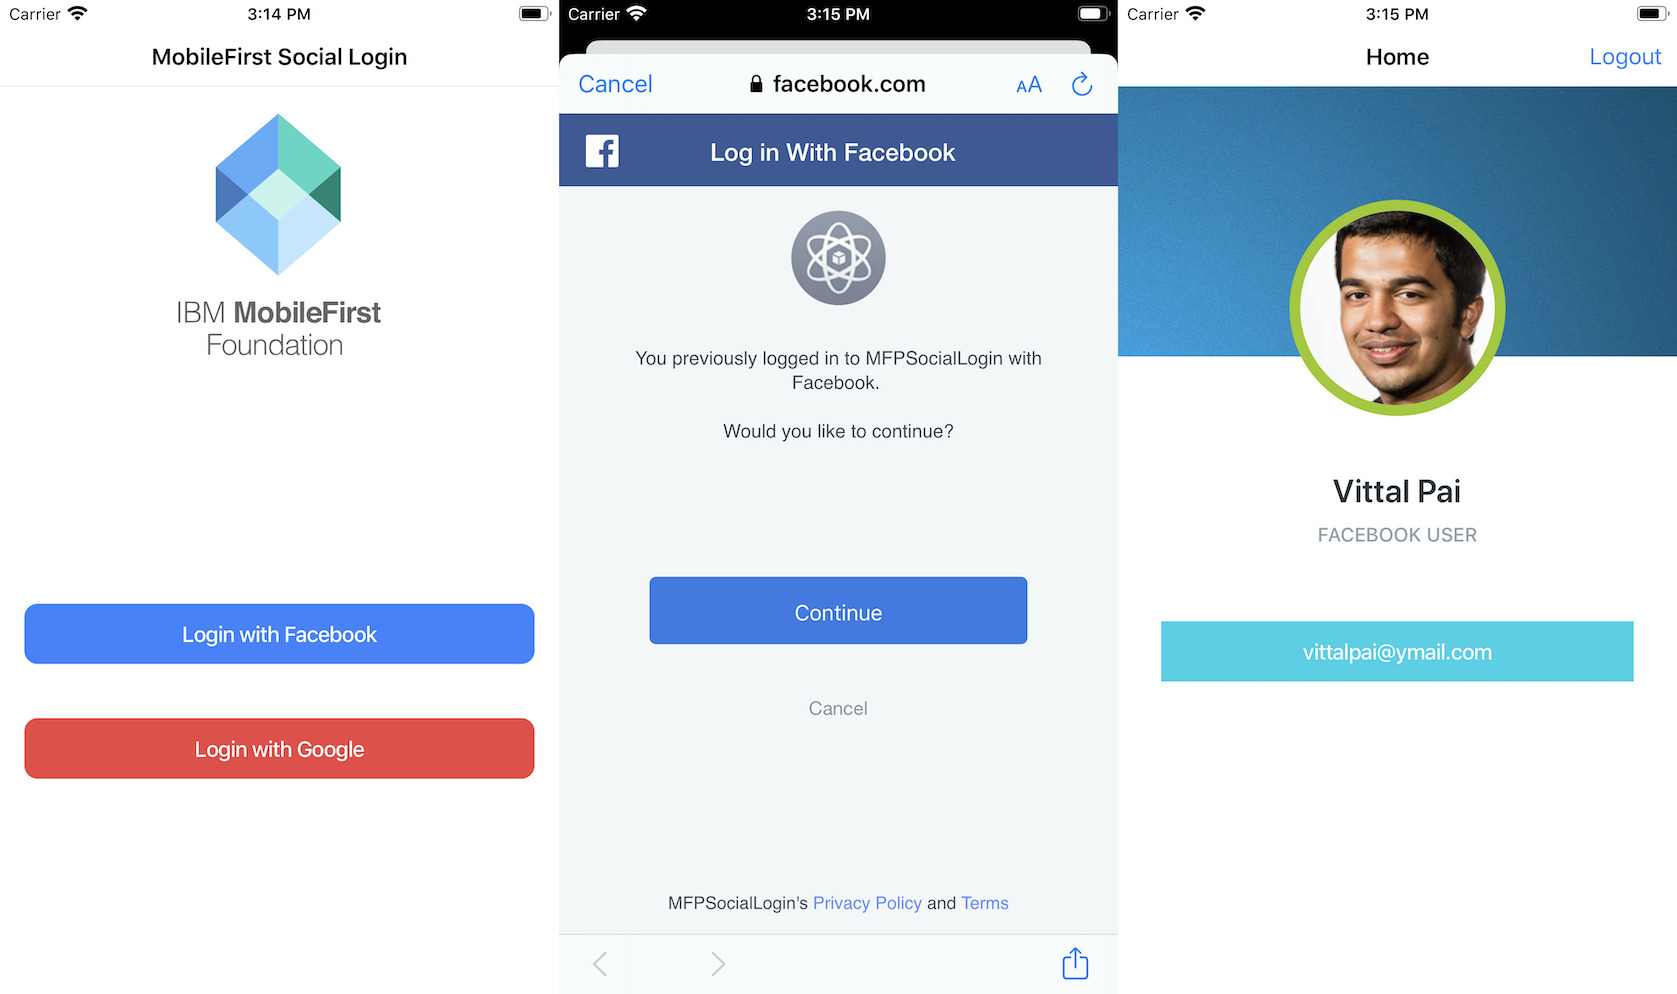 Carrier 3:14 PM
MobileFirst Social Login
IBM MobileFirst
Foundation
Login with Facebook
Login with Google
Carrier 3:15 PM
Cancel facebook.com AA
f Log in With Facebook
You previously logged in to MFPSocialLogin with
Facebook.
Would you like to continue?
Continue
Cancel
MFPSocialLogin's Privacy Policy and Terms
Carrier 3:15 PM
Home Logout
Vittal Pai
FACEBOOK USER
vittalpai@ymail.com